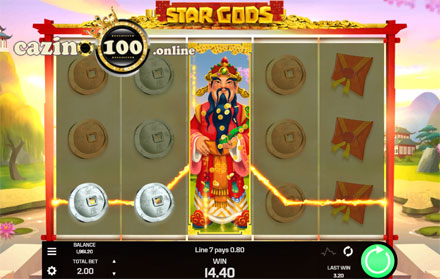 STAR GODS
cazino 100 .online
BALANCE
1,961.20
TOTAL BET
2.00
Line 7 pays 0.80
WIN
14.40
LAST WIN
3.20